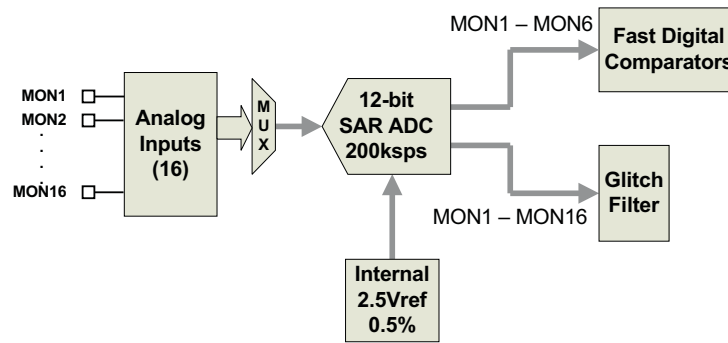 MON1 – MON6
Fast Digital
Comparators
MON1
MON2
MON16
Analog
Inputs
(16)
M
U
X
12-bit
SAR ADC
200ksps
Glitch
Filter
MON1 – MON16
Internal
2.5Vref
0.5%